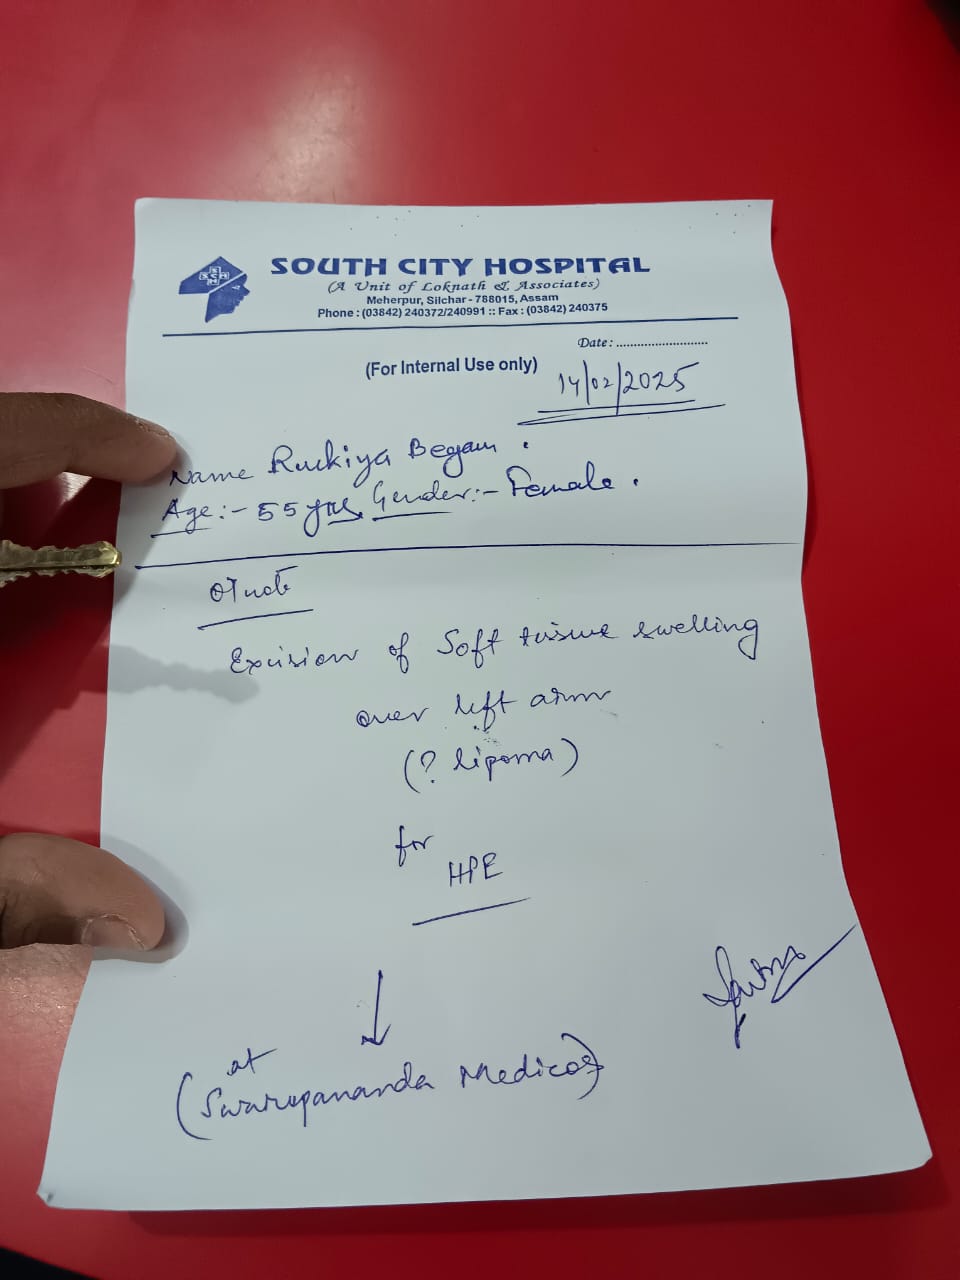 SOUTH CITY HOSPITAL
(A Unit of Loknath & Associates)
Meherpur, Silchar - 788015, Assam
Phone : (03842) 240372/240991 :: Fax : (03842) 240375
Date : ............................
(For Internal Use only)
14/02/2025
Name Ruckiya Begam .
Age :- 55 yrs Gender :- Female .
OT note
Excision of Soft tissue swelling
over left arm
(? lipoma)
for
HPE
↓
at
(Swarupananda Medicos)